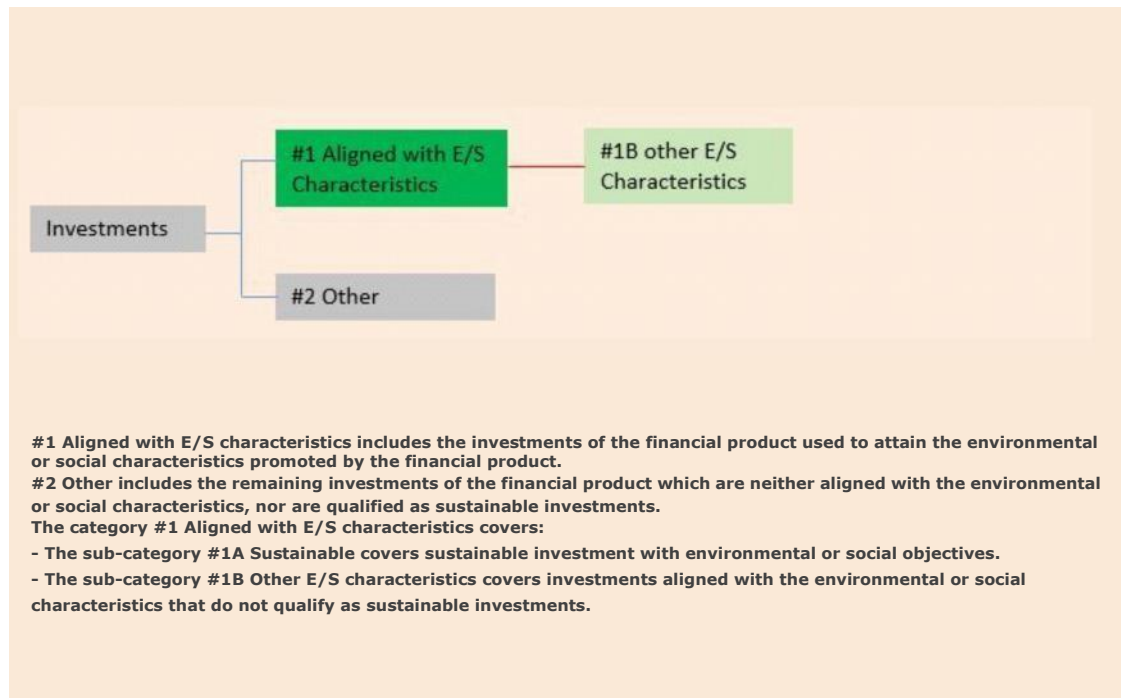 #1 Aligned with E/S
Characteristics
#1B other E/S
Characteristics
Investments
#2 Other
#1 Aligned with E/S characteristics includes the investments of the financial product used to attain the environmental
or social characteristics promoted by the financial product.
#2 Other includes the remaining investments of the financial product which are neither aligned with the environmental
or social characteristics, nor are qualified as sustainable investments.
The category #1 Aligned with E/S characteristics covers:
- The sub-category #1A Sustainable covers sustainable investment with environmental or social objectives.
- The sub-category #1B Other E/S characteristics covers investments aligned with the environmental or social
characteristics that do not qualify as sustainable investments.